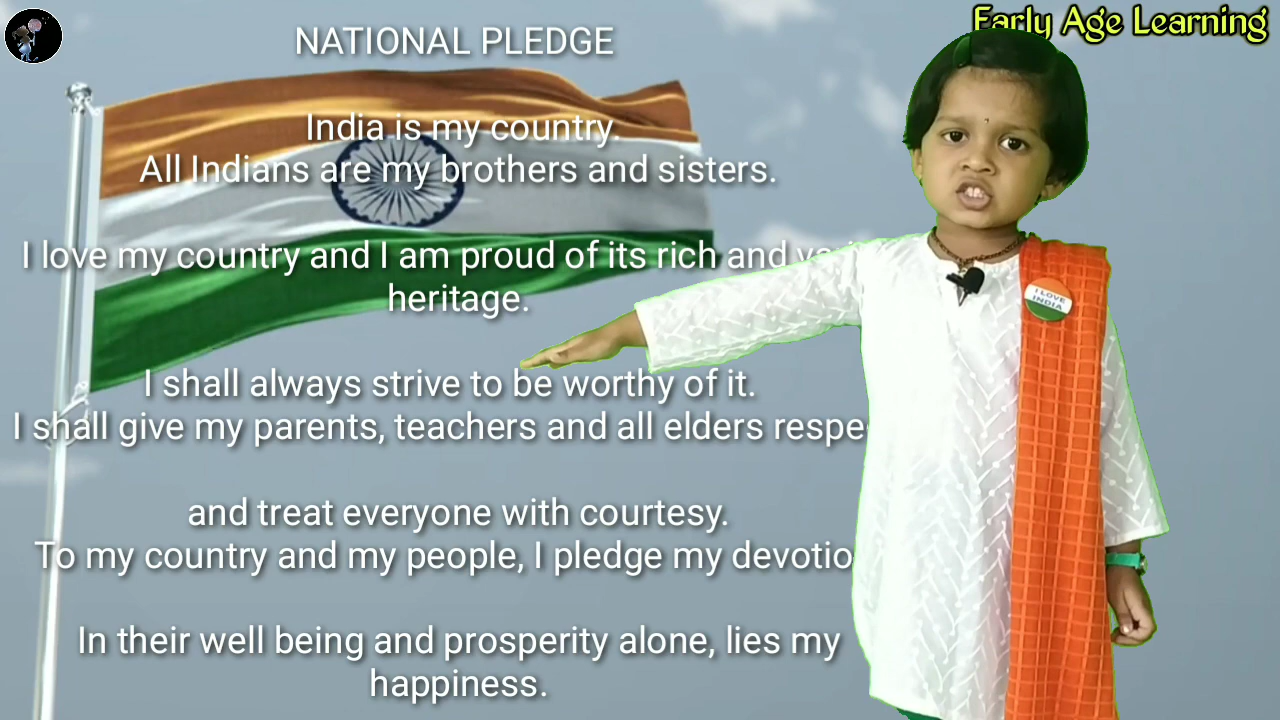 Early Age Learning
NATIONAL PLEDGE
India is my country.
All Indians are my brothers and sisters.
I love my country and I am proud of its rich and
heritage.
I LOVE
INDIA
I shall always strive to be worthy of it.
I shall give my parents, teachers and all elders respe
and treat everyone with courtesy.
To my country and my people, I pledge my devotio
In their well being and prosperity alone, lies my
happiness.